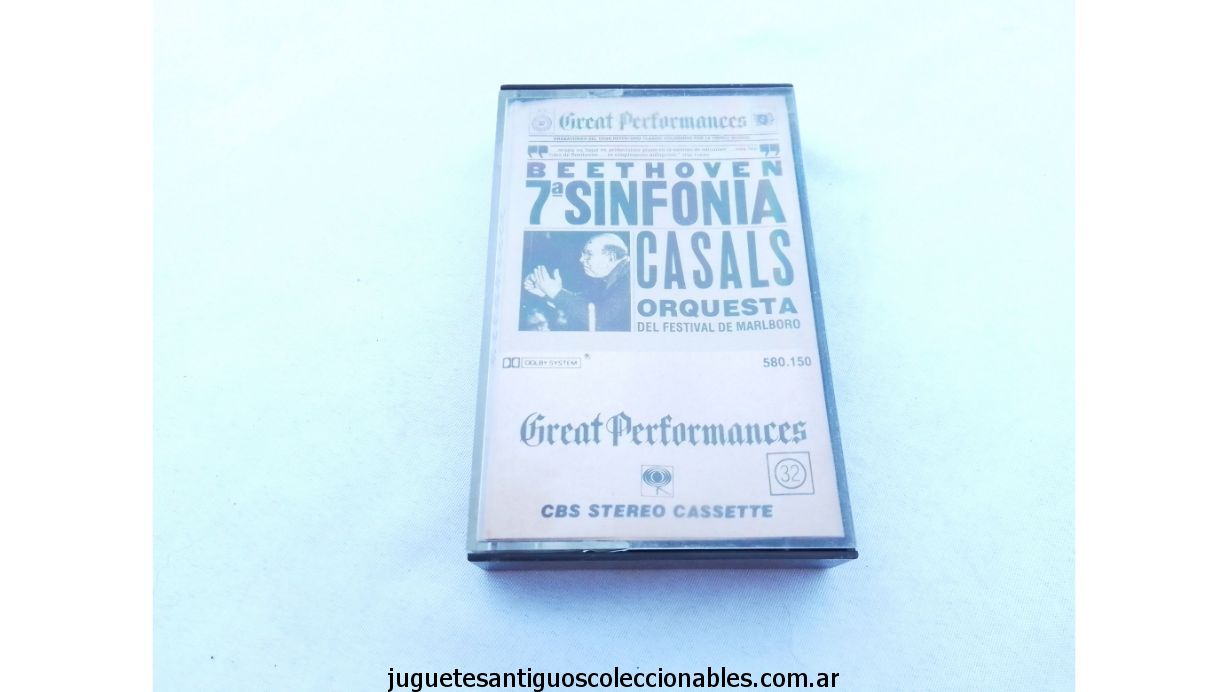 Great Performances
BEETHOVEN
7ª SINFONIA
CASALS
ORQUESTA
DEL FESTIVAL DE MARLBORO
DOLBY SYSTEM ®
580.150
Great Performances
32
CBS STEREO CASSETTE
juguetesantiguoscoleccionables.com.ar